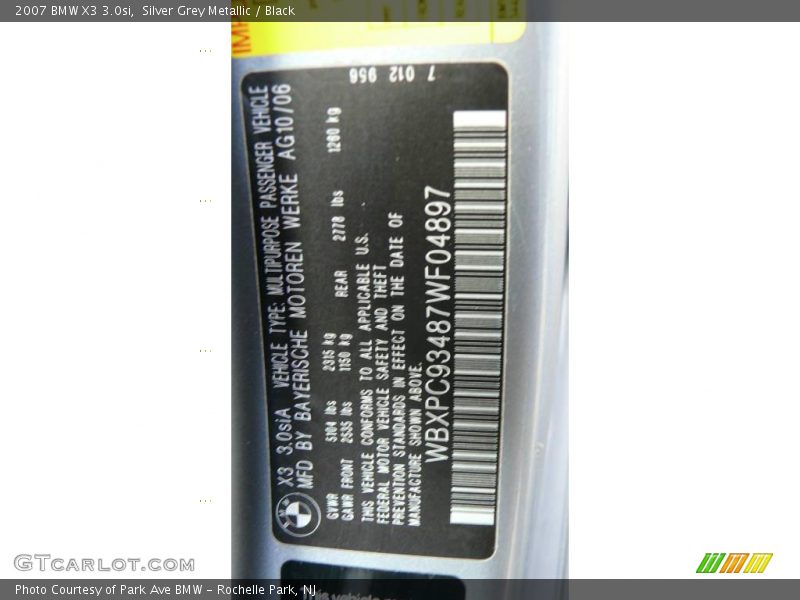 2007 BMW X3 3.0si, Silver Grey Metallic / Black
7 012 956
X3 3.0siA VEHICLE TYPE: MULTIPURPOSE PASSENGER VEHICLE
MFD BY BAYERISCHE MOTOREN WERKE AG10/06
GVWR 5104 lbs 2315 kg
GAWR FRONT 2535 lbs 1150 kg REAR 2778 lbs 1260 kg
THIS VEHICLE CONFORMS TO ALL APPLICABLE U.S.
FEDERAL MOTOR VEHICLE SAFETY AND THEFT
PREVENTION STANDARDS IN EFFECT ON THE DATE OF
MANUFACTURE SHOWN ABOVE.
WBXPC93487WF04897
This vehicle
GTCARLOT.COM
Photo Courtesy of Park Ave BMW - Rochelle Park, NJ